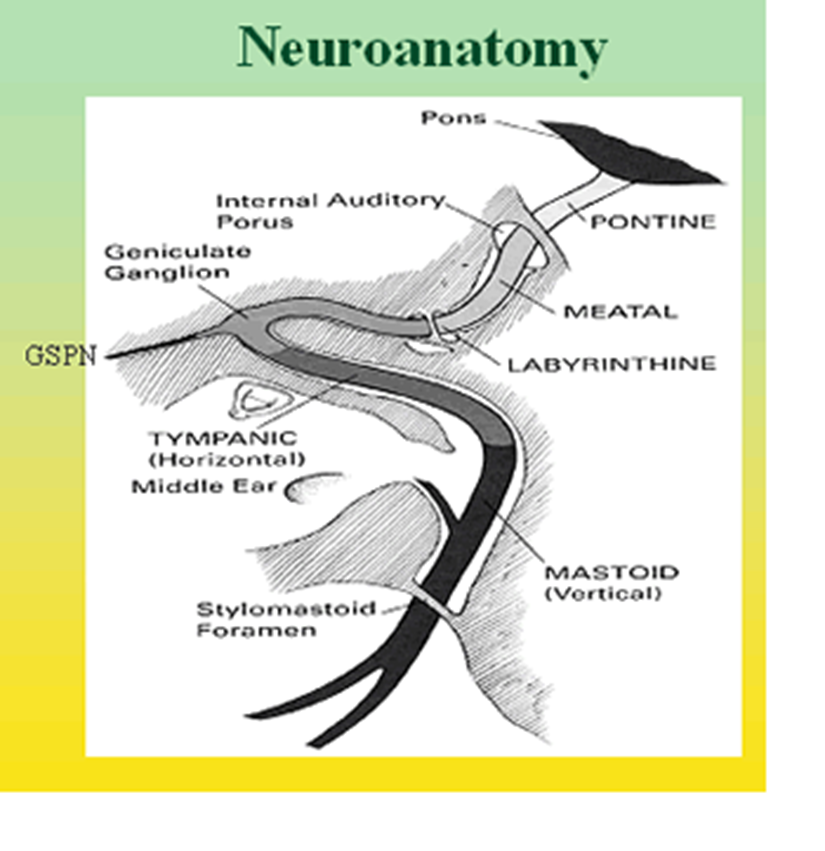 Neuroanatomy
Pons
Internal Auditory
Porus
PONTINE
Geniculate
Ganglion
MEATAL
GSPN
LABYRINTHINE
TYMPANIC
(Horizontal)
Middle Ear
MASTOID
(Vertical)
Stylomastoid
Foramen